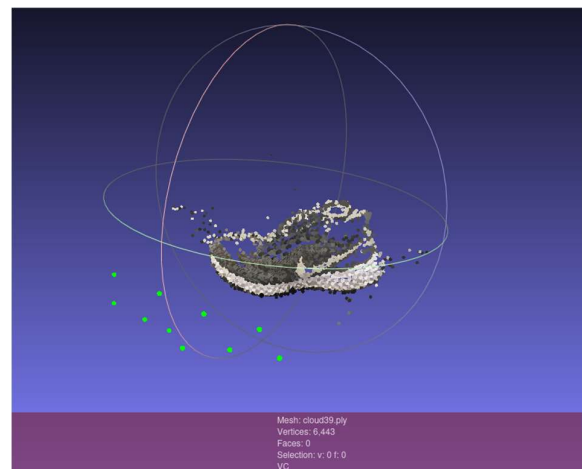 Mesh: cloud39.ply
Vertices: 6,443
Faces: 0
Selection: v: 0 f: 0
VC